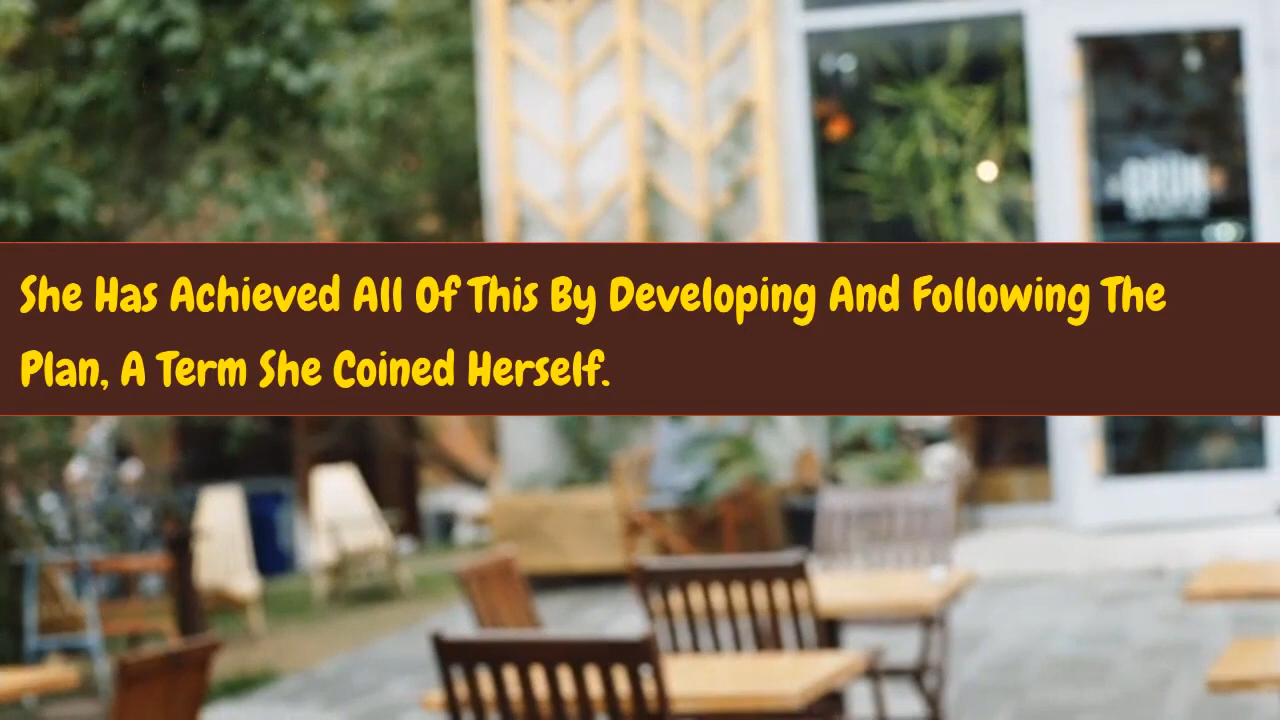 She Has Achieved All Of This By Developing And Following The
Plan, A Term She Coined Herself.